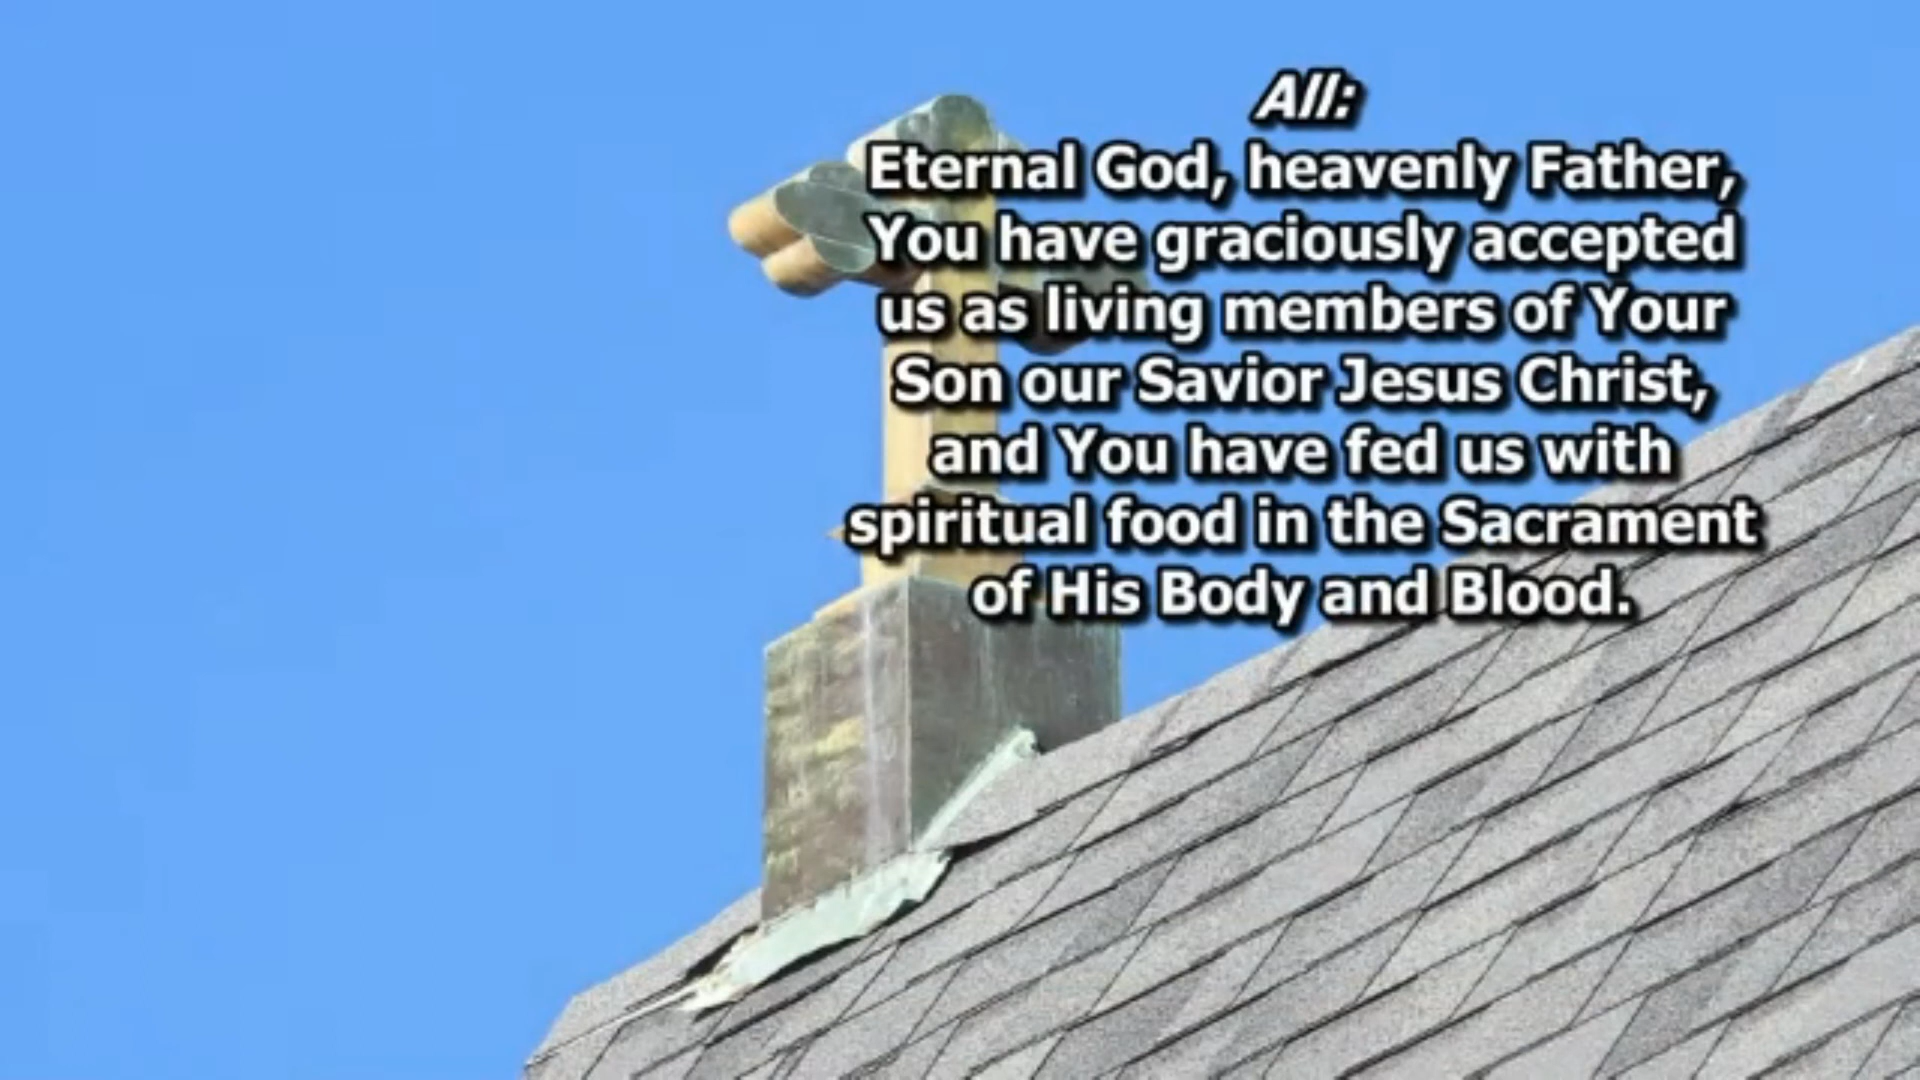 All:
Eternal God, heavenly Father,
You have graciously accepted
us as living members of Your
Son our Savior Jesus Christ,
and You have fed us with
spiritual food in the Sacrament
of His Body and Blood.